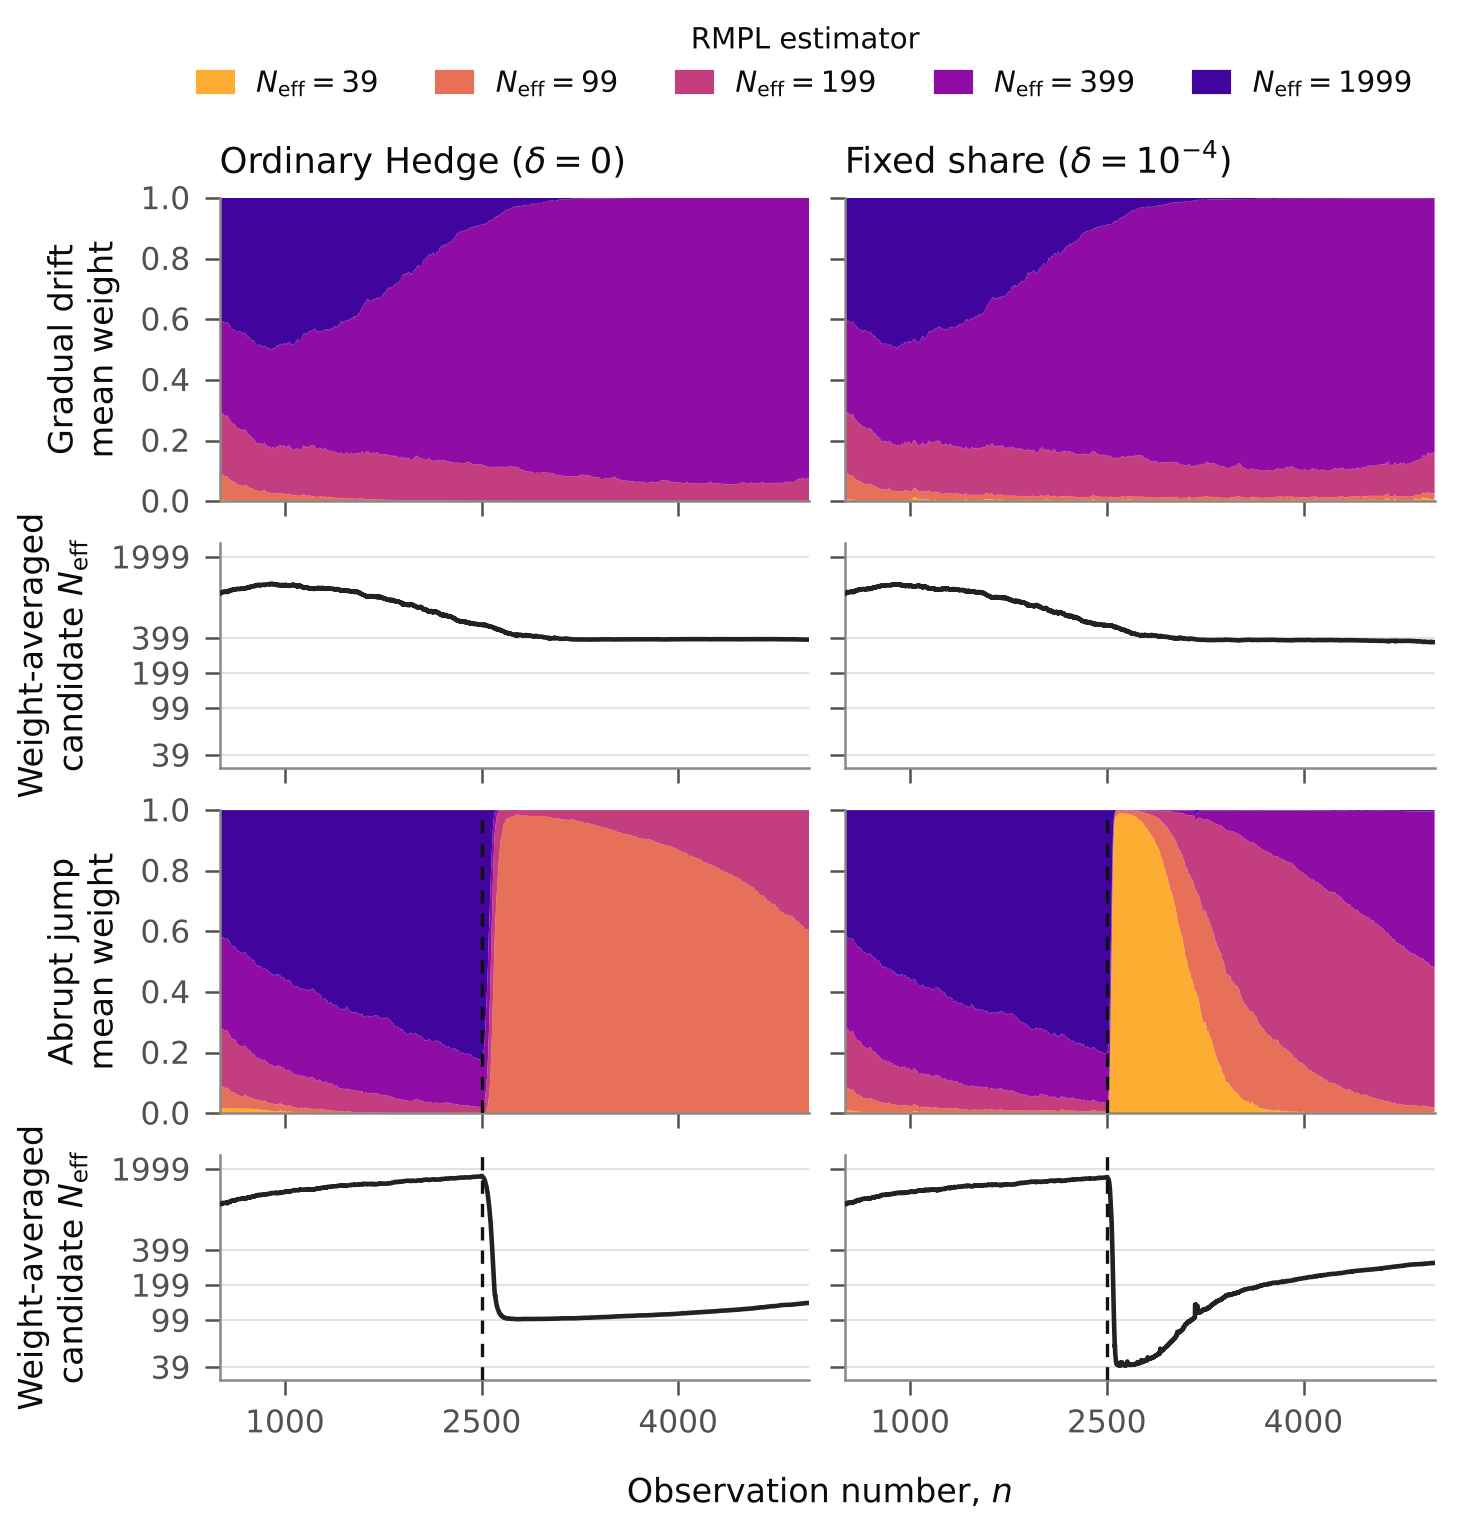 RMPL estimator
N_eff = 39 N_eff = 99 N_eff = 199 N_eff = 399 N_eff = 1999
Ordinary Hedge (δ = 0) Fixed share (δ = 10⁻⁴)
Gradual drift
mean weight
1.0
0.8
0.6
0.4
0.2
0.0
Weight-averaged
candidate N_eff
1999
399
199
99
39
Abrupt jump
mean weight
1.0
0.8
0.6
0.4
0.2
0.0
Weight-averaged
candidate N_eff
1999
399
199
99
39
1000 2500 4000 1000 2500 4000
Observation number, n